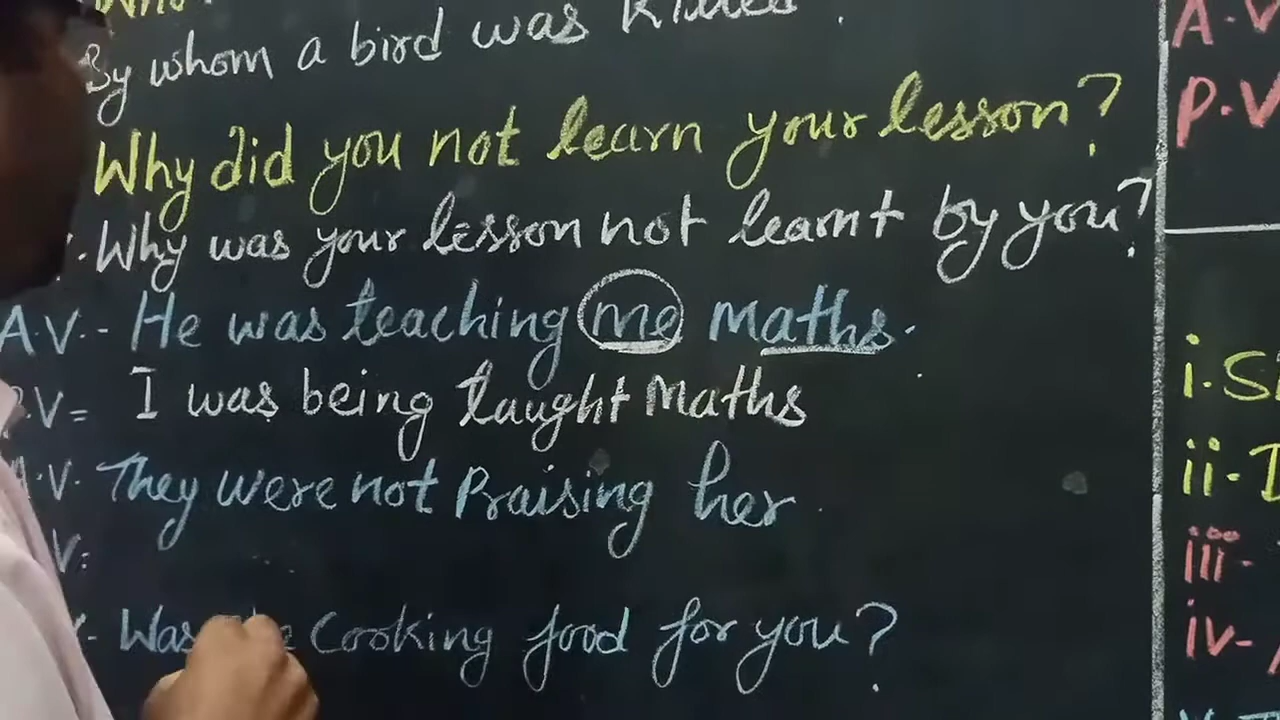 By whom a bird was Killed.
Why did you not learn your lesson?
Why was your lesson not learnt by you?
A.V.- He was teaching me Maths.
P.V= I was being taught Maths
A.V. They were not Praising her.
V:
Was Cooking food for you?
A.V
P.V
i.
ii.
iii-
iv-